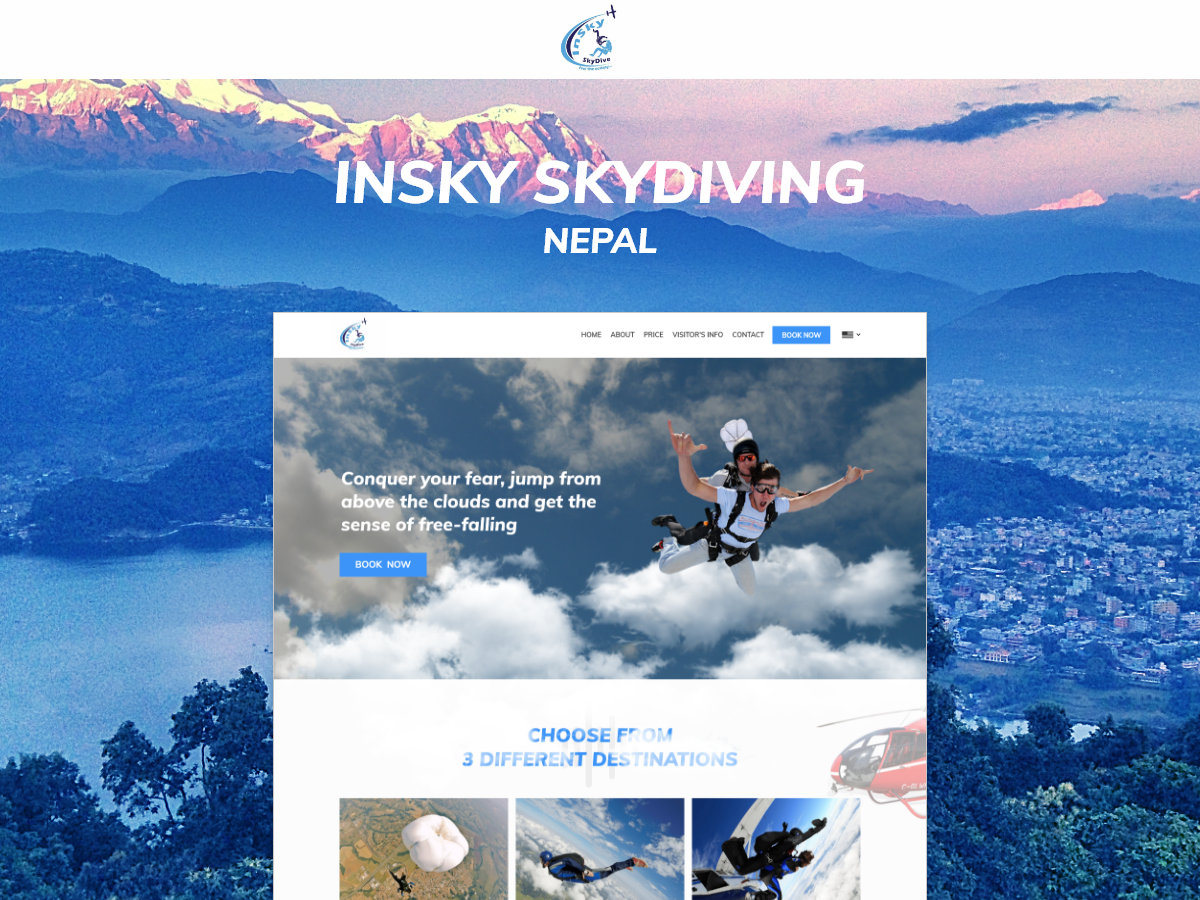 Insky
SkyDive
INSKY SKYDIVING
NEPAL
HOME ABOUT PRICE VISITOR'S INFO CONTACT BOOK NOW
Conquer your fear, jump from
above the clouds and get the
sense of free-falling
BOOK NOW
CHOOSE FROM
3 DIFFERENT DESTINATIONS